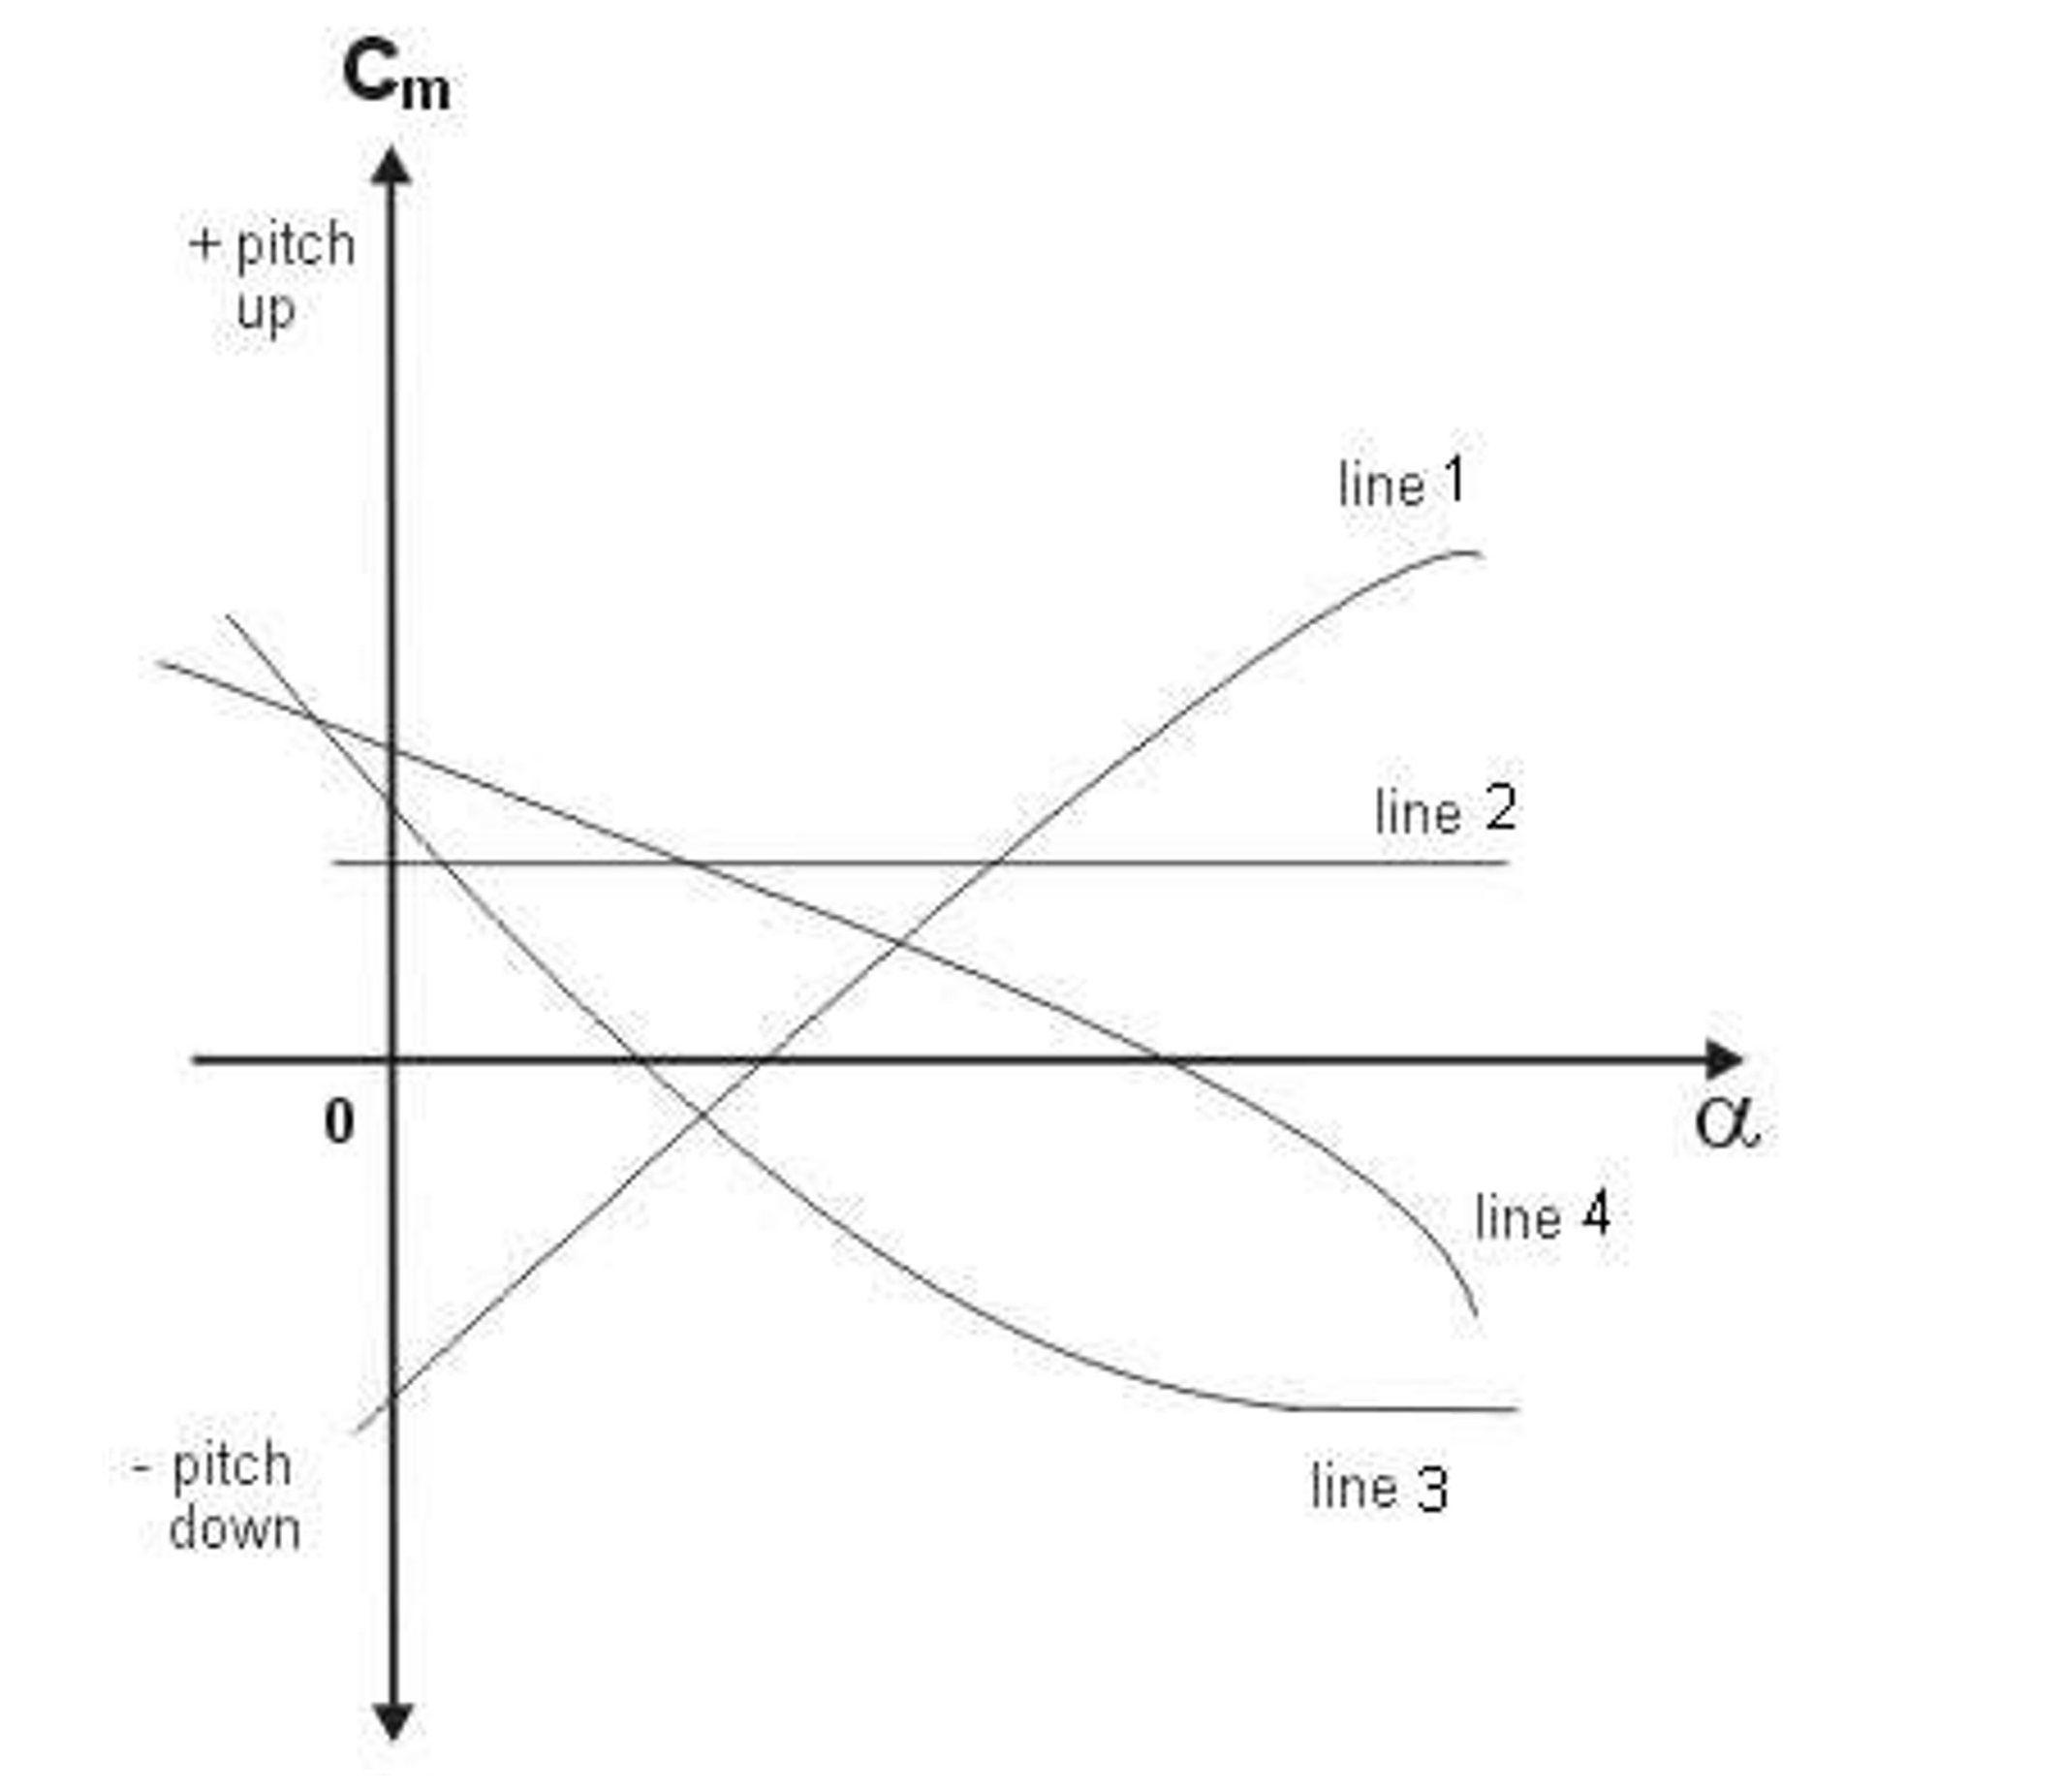 Cm
+ pitch
up
line 1
line 2
0
α
line 4
- pitch
down
line 3